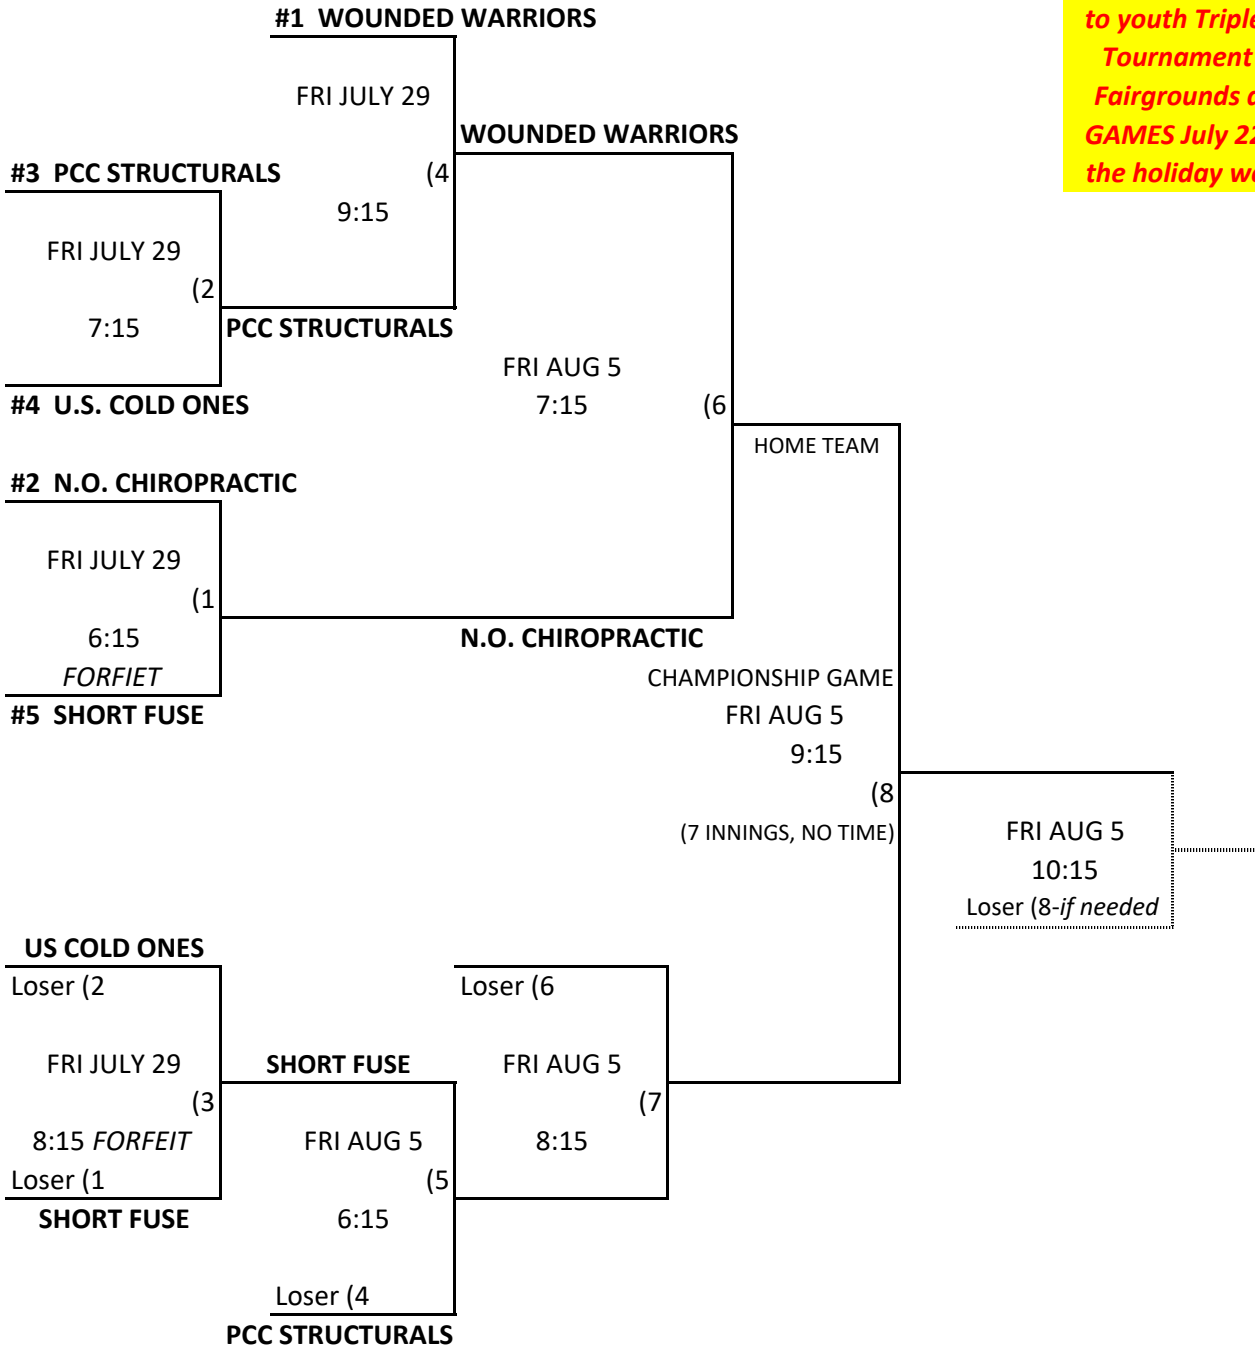 #1 WOUNDED WARRIORS
to youth Triple
Tournament
FRI JULY 29
Fairgrounds
WOUNDED WARRIORS
GAMES July 22
#3 PCC STRUCTURALS
(4
the holiday
9:15
FRI JULY 29
(2
7:15
PCC STRUCTURALS
FRI AUG 5
#4 U.S. COLD ONES
7:15
(6
HOME TEAM
#2 N.O. CHIROPRACTIC
FRI JULY 29
(1
6:15
N.O. CHIROPRACTIC
FORFIET
CHAMPIONSHIP GAME
#5 SHORT FUSE
FRI AUG 5
9:15
(8
(7 INNINGS, NO TIME)
FRI AUG 5
10:15
Loser (8-if needed
US COLD ONES
Loser (2
Loser (6
FRI JULY 29
SHORT FUSE
FRI AUG 5
(3
(7
8:15 FORFEIT
FRI AUG 5
8:15
Loser (1
(5
SHORT FUSE
6:15
Loser (4
PCC STRUCTURALS